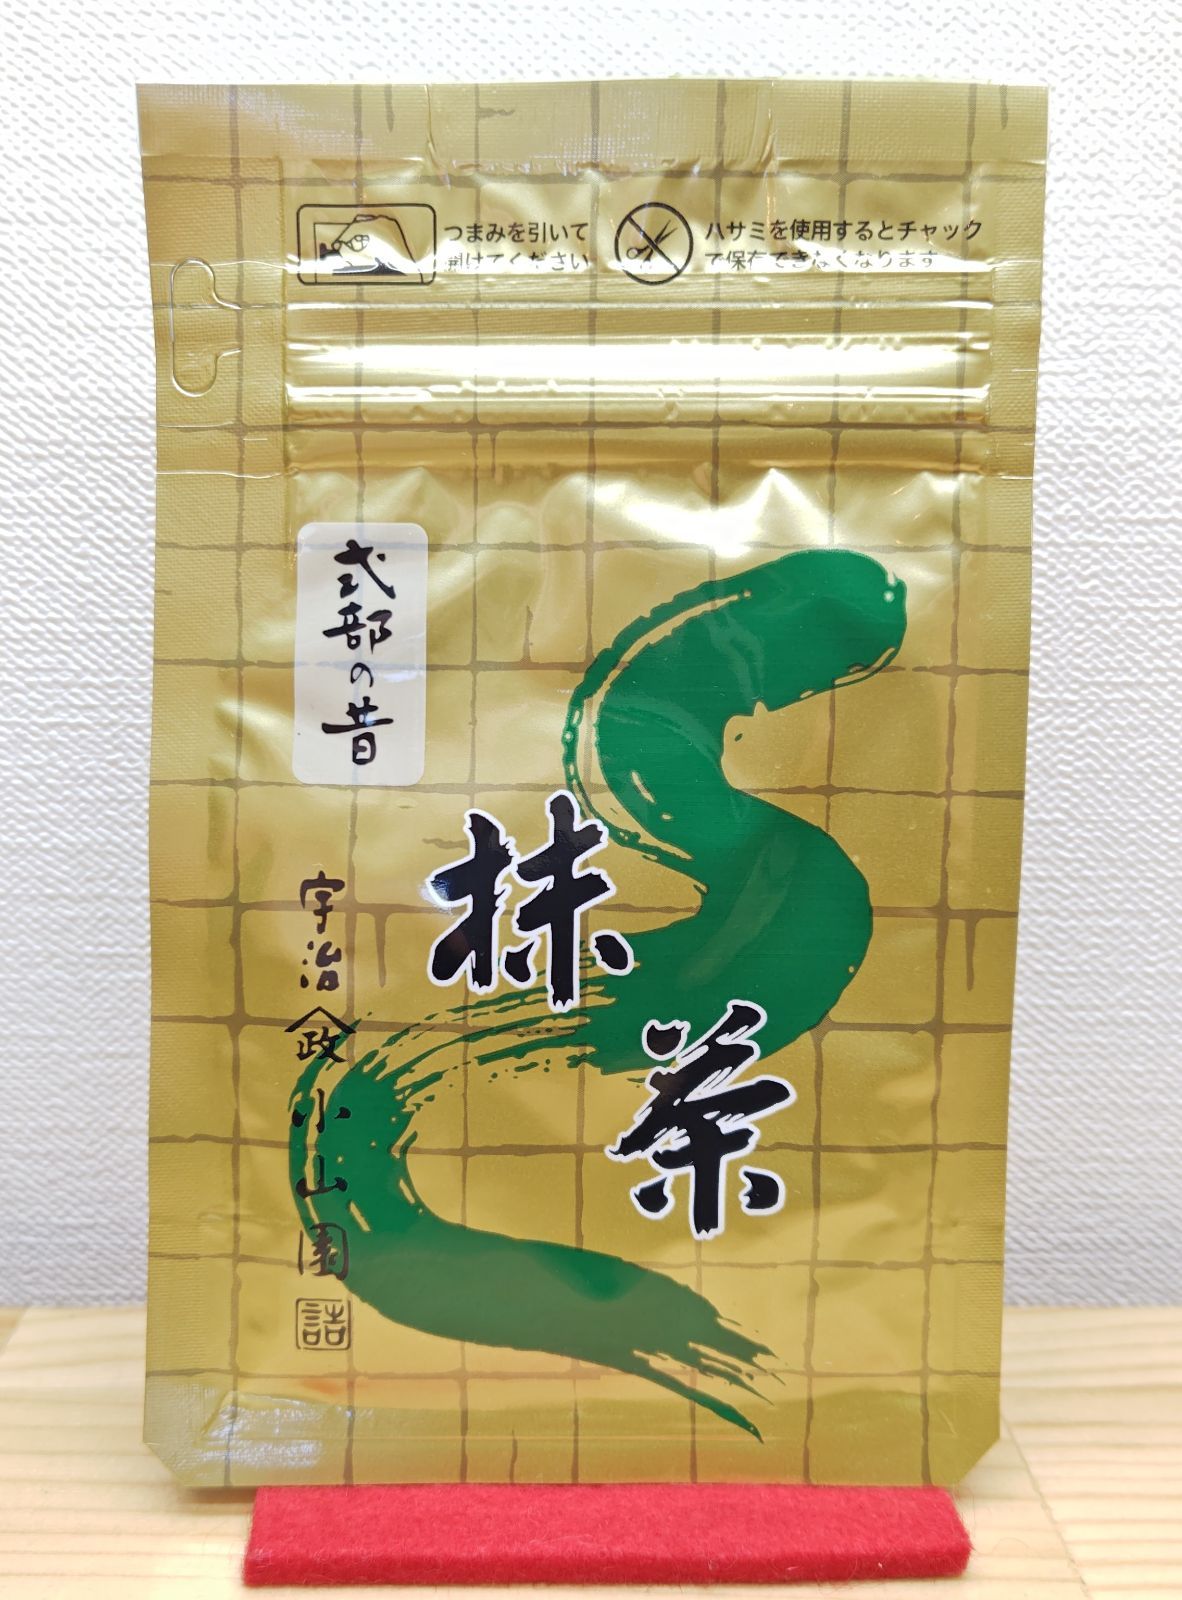 つまみを引いて
開けてください
ハサミを使用するとチャック
で保存できなくなります
式部の昔
抹茶
宇治
政
小山園
詰